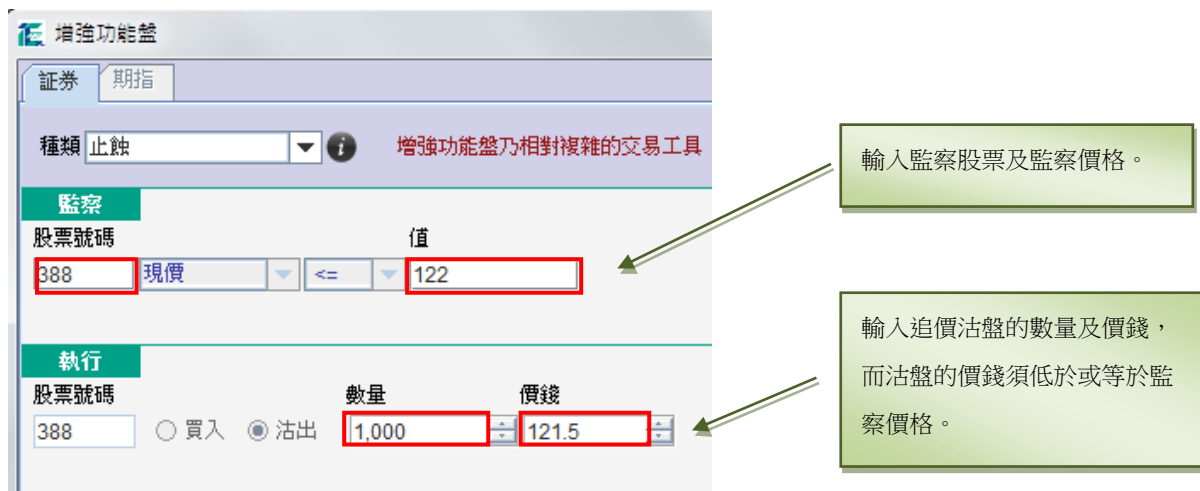 增強功能盤
証券 期指
種類 止蝕 增強功能盤乃相對複雜的交易工具
監察
股票號碼 值
388 現價 <= 122
執行
股票號碼 數量 價錢
388 買入 沽出 1,000 121.5
輸入監察股票及監察價格。
輸入追價沽盤的數量及價錢，
而沽盤的價錢須低於或等於監
察價格。